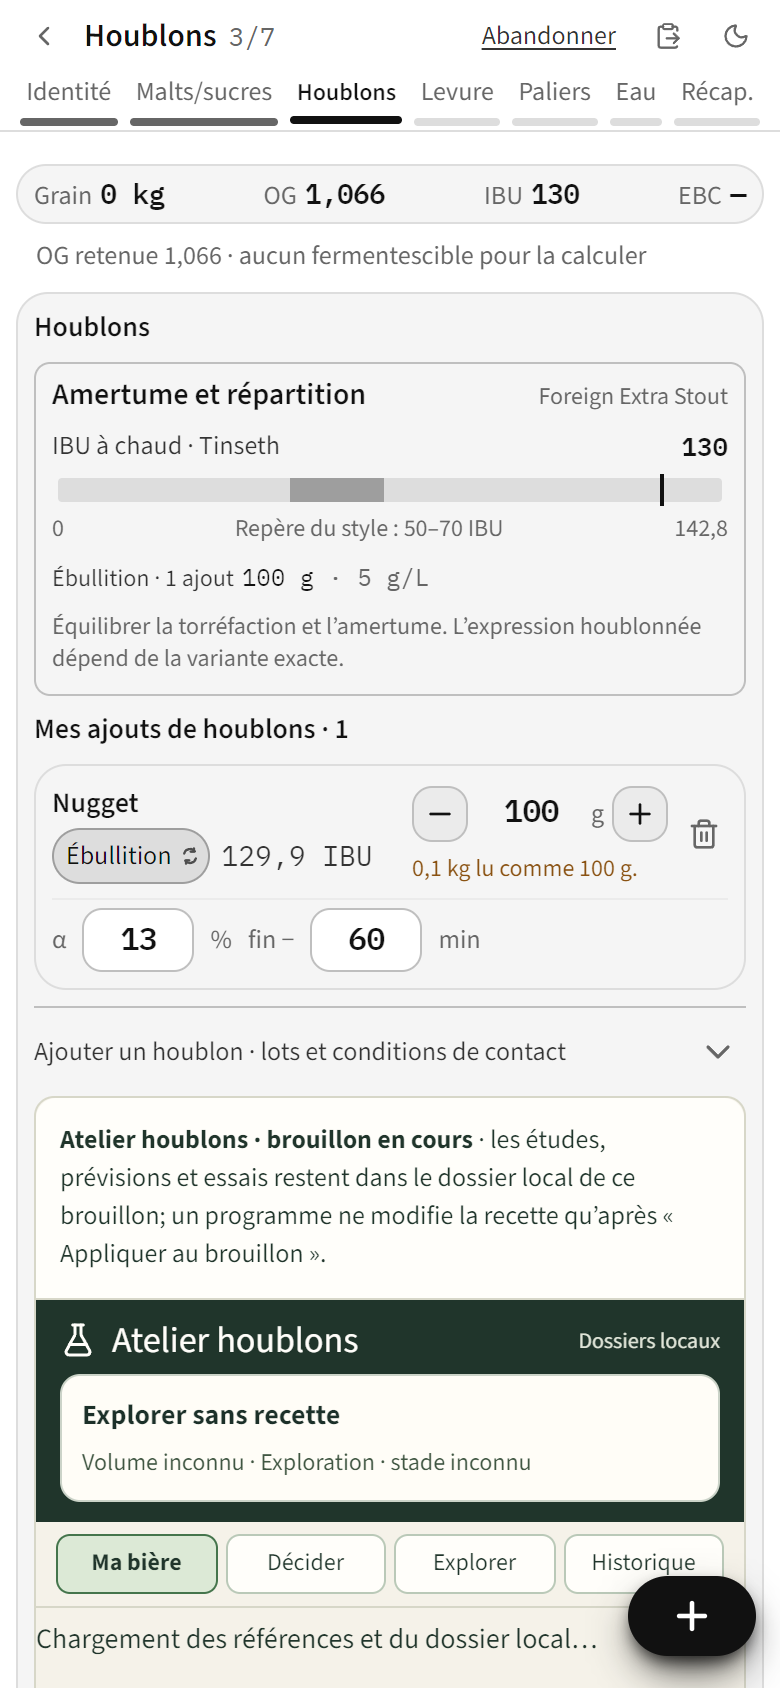 Houblons 3/7
Abandonner
Identité Malts/sucres Houblons Levure Paliers Eau Récap.
Grain 0 kg OG 1,066 IBU 130 EBC –
OG retenue 1,066 · aucun fermentescible pour la calculer
Houblons
Amertume et répartition Foreign Extra Stout
IBU à chaud · Tinseth 130
0 Repère du style : 50–70 IBU 142,8
Ébullition · 1 ajout 100 g · 5 g/L
Équilibrer la torréfaction et l’amertume. L’expression houblonnée
dépend de la variante exacte.
Mes ajouts de houblons · 1
Nugget
− 100 g +
Ébullition 129,9 IBU
0,1 kg lu comme 100 g.
α 13 % fin − 60 min
Ajouter un houblon · lots et conditions de contact
Atelier houblons · brouillon en cours · les études,
prévisions et essais restent dans le dossier local de ce
brouillon; un programme ne modifie la recette qu’après «
Appliquer au brouillon ».
Atelier houblons Dossiers locaux
Explorer sans recette
Volume inconnu · Exploration · stade inconnu
Ma bière Décider Explorer Historique
+
Chargement des références et du dossier local…